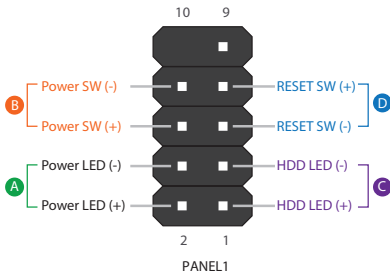 10 9
Power SW (-) RESET SW (+)
B D
Power SW (+) RESET SW (-)
Power LED (-) HDD LED (-)
A C
Power LED (+) HDD LED (+)
2 1
PANEL1